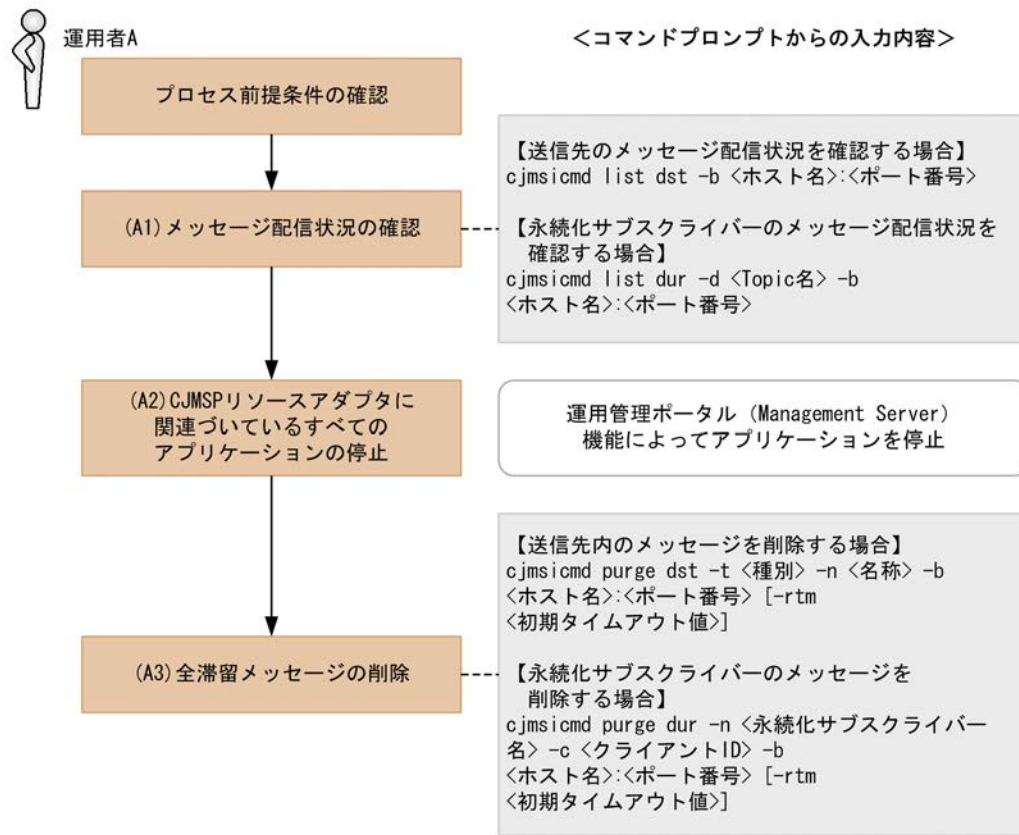 運用者A
<コマンドプロンプトからの入力内容>
プロセス前提条件の確認
【送信先のメッセージ配信状況を確認する場合】
cjmsicmd list dst -b <ホスト名>:<ポート番号>
(A1)メッセージ配信状況の確認
【永続化サブスクライバーのメッセージ配信状況を
確認する場合】
cjmsicmd list dur -d <Topic名> -b
<ホスト名>:<ポート番号>
(A2)CJMSPリソースアダプタに
関連づいているすべての
アプリケーションの停止
運用管理ポータル (Management Server)
機能によってアプリケーションを停止
【送信先内のメッセージを削除する場合】
cjmsicmd purge dst -t <種別> -n <名称> -b
<ホスト名>:<ポート番号> [-rtm
<初期タイムアウト値>]
(A3)全滞留メッセージの削除
【永続化サブスクライバーのメッセージを
削除する場合】
cjmsicmd purge dur -n <永続化サブスクライバー
名> -c <クライアントID> -b
<ホスト名>:<ポート番号> [-rtm
<初期タイムアウト値>]